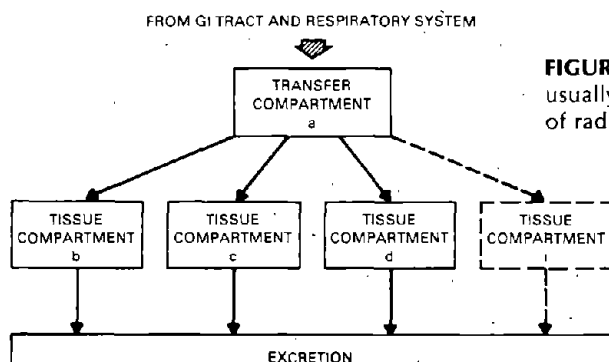 FROM GI TRACT AND RESPIRATORY SYSTEM
TRANSFER
COMPARTMENT
a
FIGUR
usually
of rad
TISSUE
COMPARTMENT
b
TISSUE
COMPARTMENT
c
TISSUE
COMPARTMENT
d
TISSUE
COMPARTMENT
i
EXCRETION